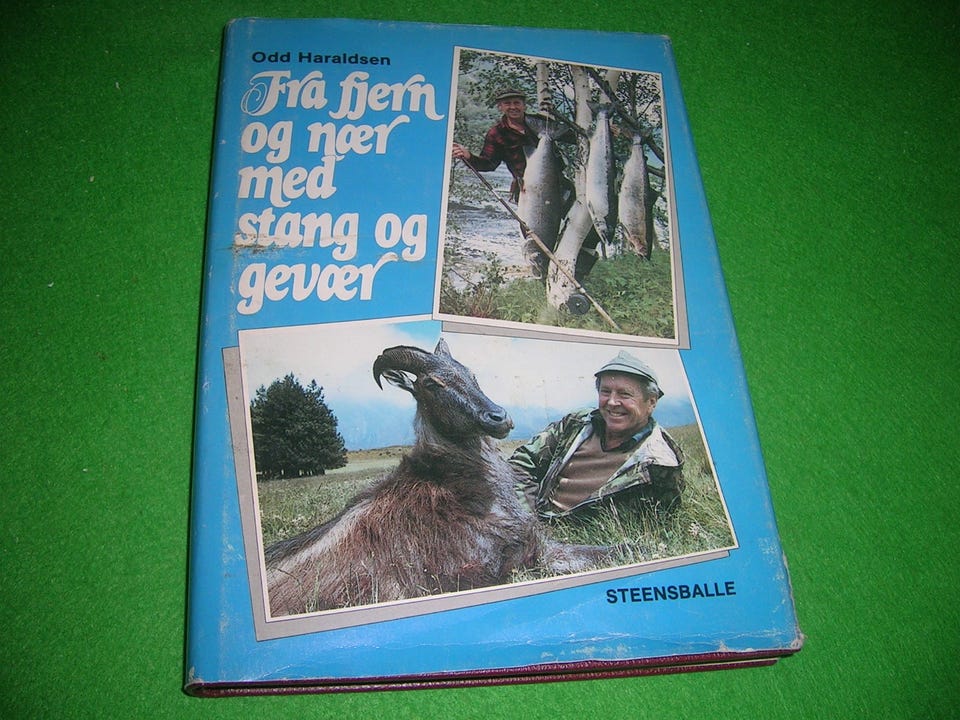 Odd Haraldsen
Fra fjern
og nær
med
stang og
gevær
STEENSBALLE